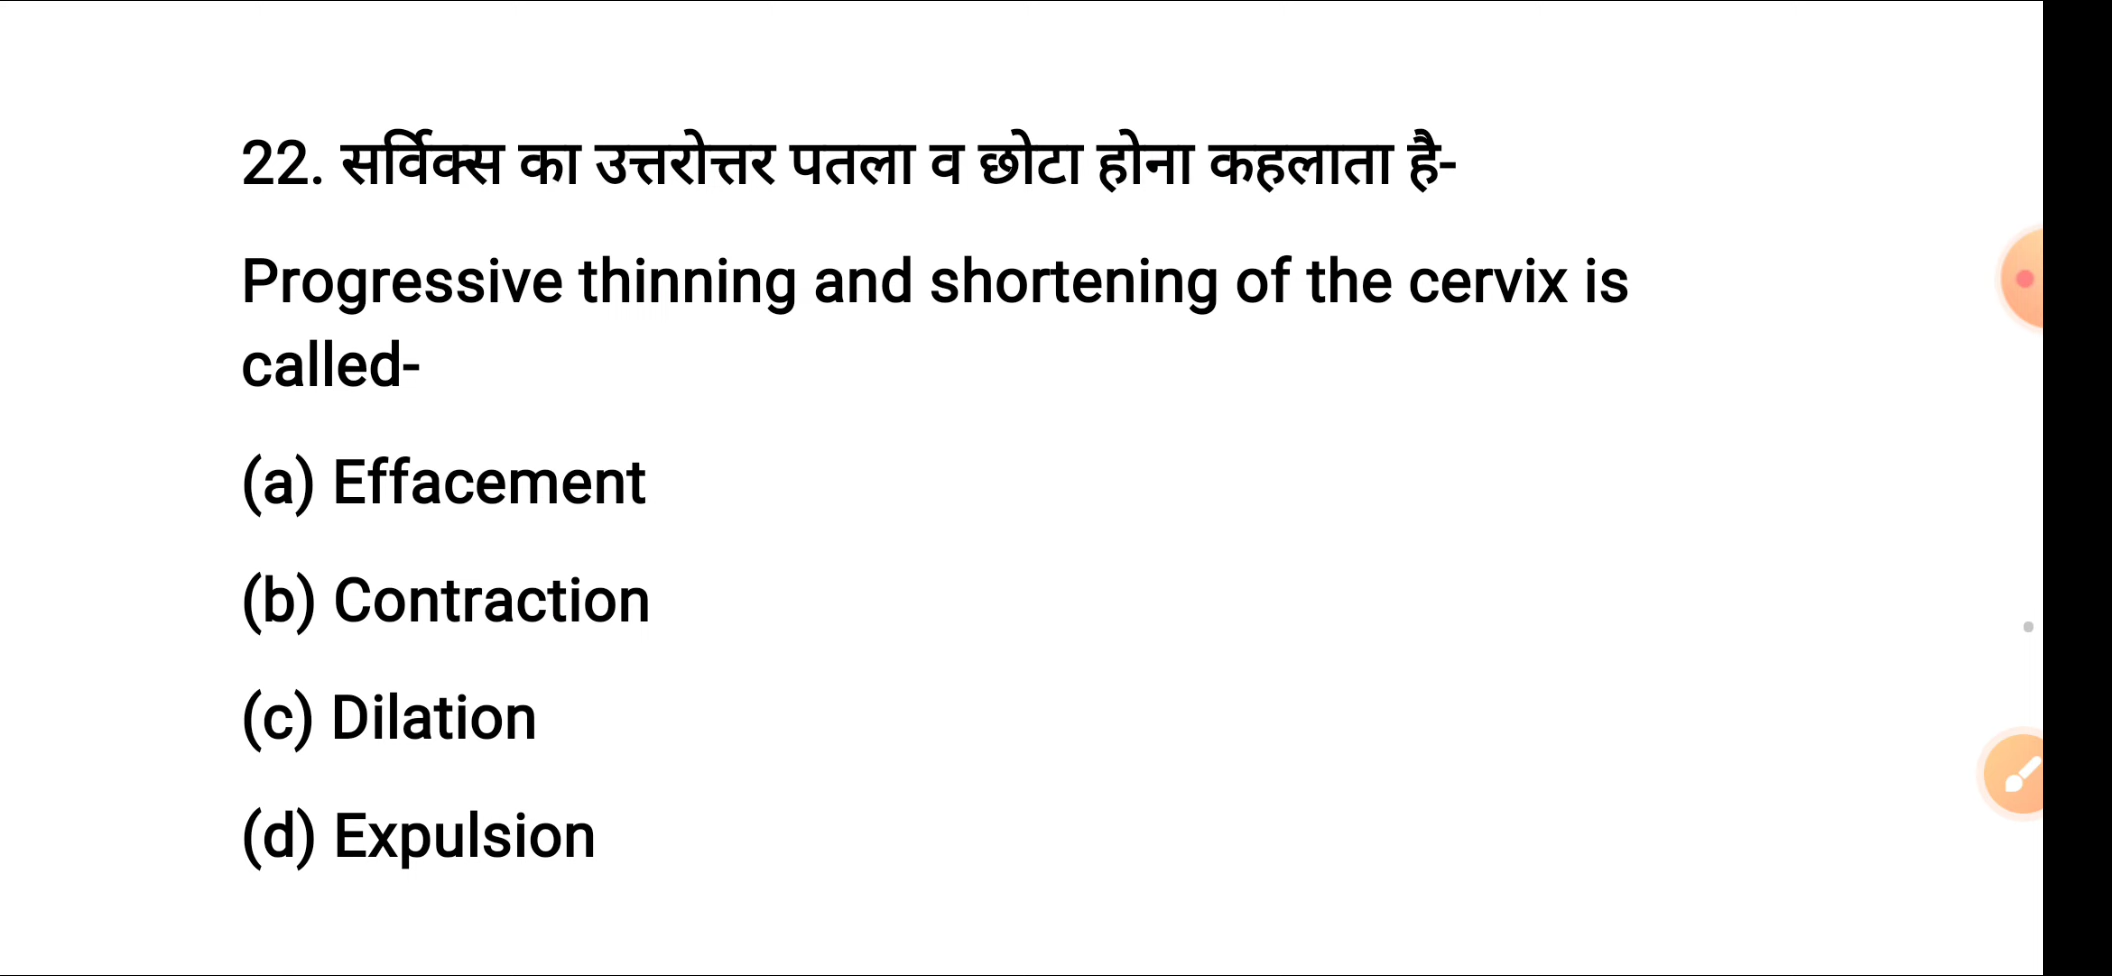 22. सर्विक्स का उत्तरोत्तर पतला व छोटा होना कहलाता है-
Progressive thinning and shortening of the cervix is
called-
(a) Effacement
(b) Contraction
(c) Dilation
(d) Expulsion